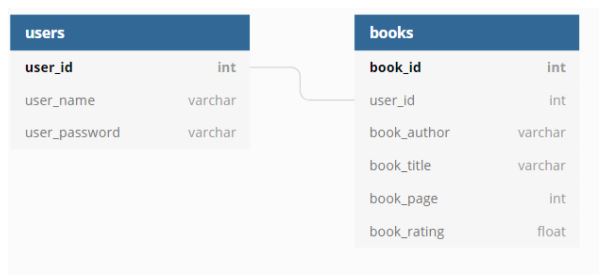 users
user_id int
user_name varchar
user_password varchar
books
book_id int
user_id int
book_author varchar
book_title varchar
book_page int
book_rating float